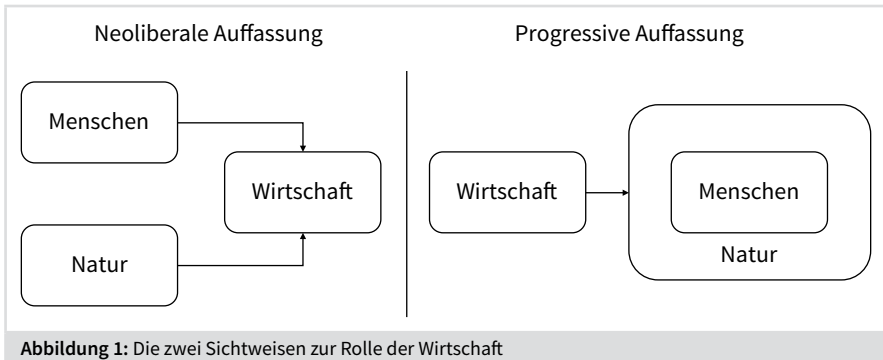 Neoliberale Auffassung
Progressive Auffassung
Menschen
Wirtschaft
Natur
Wirtschaft
Menschen
Natur
Abbildung 1: Die zwei Sichtweisen zur Rolle der Wirtschaft